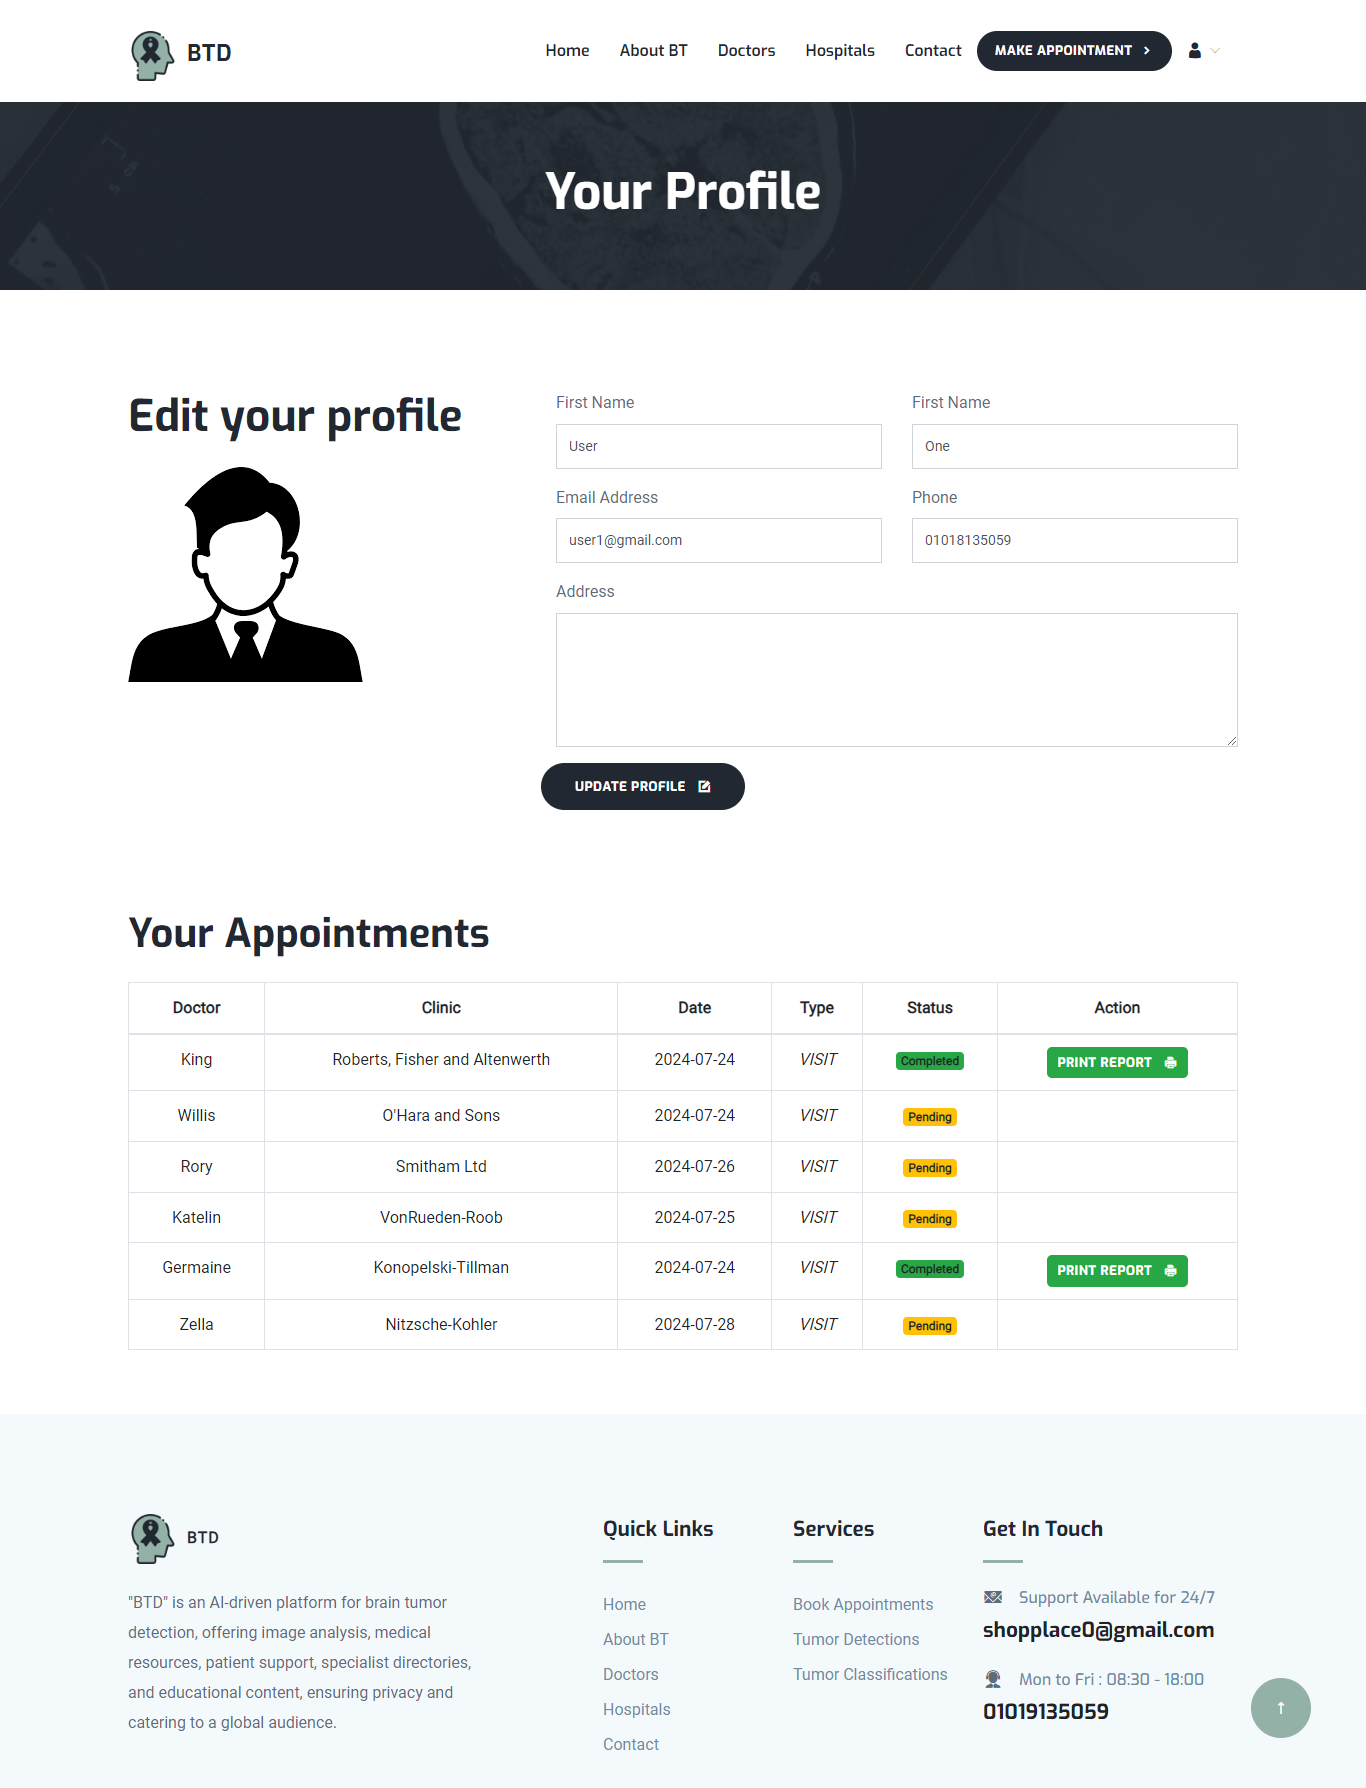 BTD
Home About BT Doctors Hospitals Contact MAKE APPOINTMENT
Your Profile
Edit your profile
First Name First Name
User One
Email Address Phone
user1@gmail.com 01018135059
Address
UPDATE PROFILE
Your Appointments
Doctor Clinic Date Type Status Action
King Roberts, Fisher and Altenwerth 2024-07-24 VISIT Completed PRINT REPORT
Willis O'Hara and Sons 2024-07-24 VISIT Pending
Rory Smitham Ltd 2024-07-26 VISIT Pending
Katelin VonRueden-Roob 2024-07-25 VISIT Pending
Germaine Konopelski-Tillman 2024-07-24 VISIT Completed PRINT REPORT
Zella Nitzsche-Kohler 2024-07-28 VISIT Pending
BTD
"BTD" is an AI-driven platform for brain tumor
detection, offering image analysis, medical
resources, patient support, specialist directories,
and educational content, ensuring privacy and
catering to a global audience.
Quick Links
Home
About BT
Doctors
Hospitals
Contact
Services
Book Appointments
Tumor Detections
Tumor Classifications
Get In Touch
Support Available for 24/7
shopplace0@gmail.com
Mon to Fri : 08:30 - 18:00
01019135059